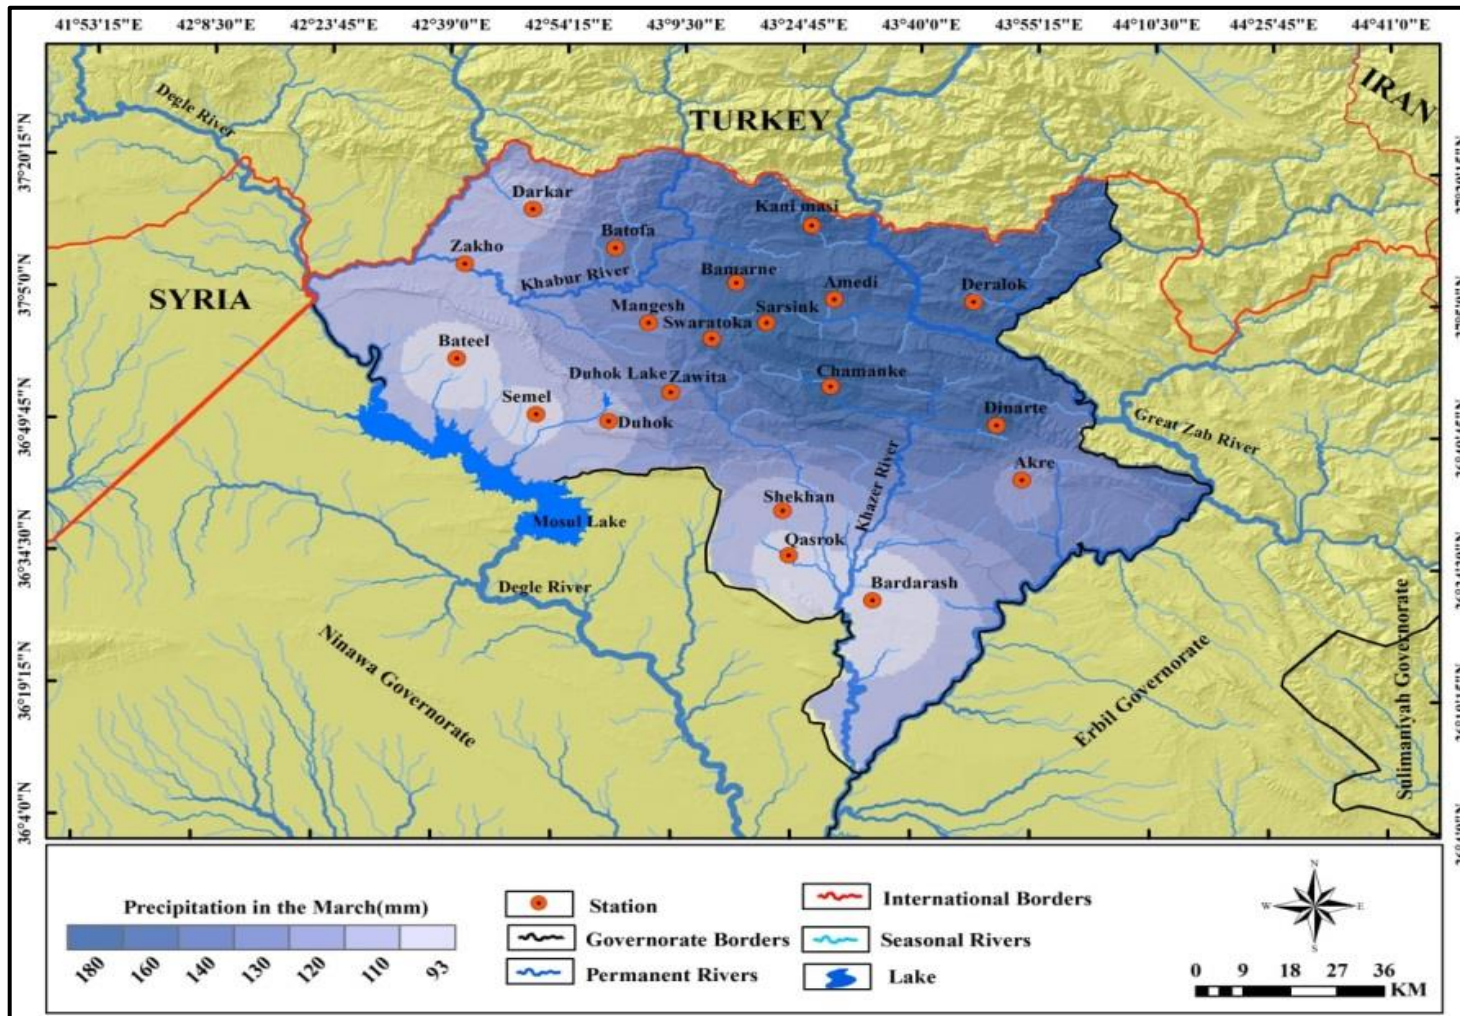 41°53'15"E 42°8'30"E 42°23'45"E 42°39'0"E 42°54'15"E 43°9'30"E 43°24'45"E 43°40'0"E 43°55'15"E 44°10'30"E 44°25'45"E 44°41'0"E
37°20'15"N
37°5'0"N
36°49'45"N
36°34'30"N
36°19'15"N
36°4'0"N
IRAN
TURKEY
Degle River
Darkar
Kani masi
Batofa
Zakho
Khabur River
Bamarne
Amedi
Deralok
SYRIA
Mangesh
Sarsink
Swaratoka
Bateel
Duhok Lake
Zawita
Chamanke
Semel
Duhok
Dinarte
Great Zab River
Akre
Khazer River
Shekhan
Mosul Lake
Qasrok
Degle River
Bardarash
Ninawa Governorate
Erbil Governorate
Sulimaniyah Governorate
Precipitation in the March(mm)
180 160 140 130 120 110 93
Station
Governorate Borders
Permanent Rivers
International Borders
Seasonal Rivers
Lake
N
W E
S
0 9 18 27 36
KM